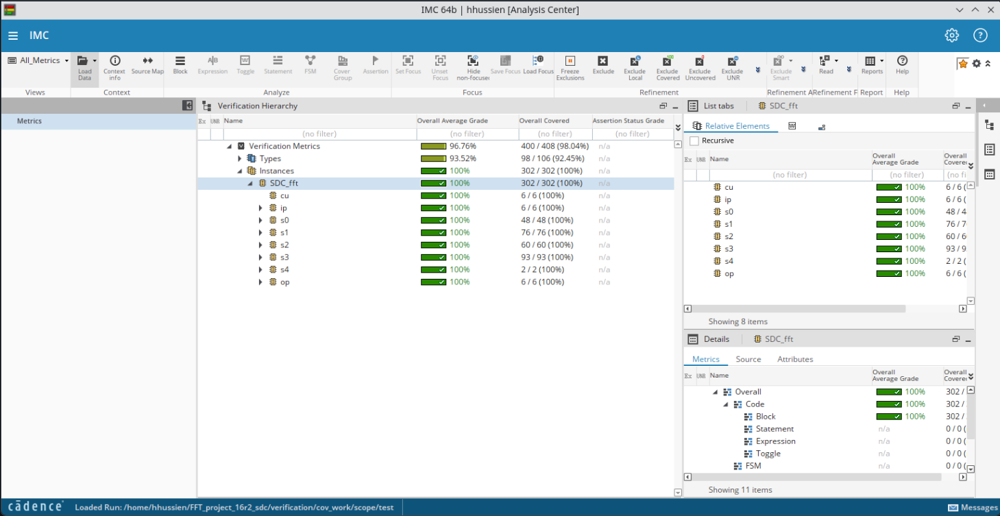 IMC 64b | hhussien [Analysis Center]
IMC
All_Metrics
Load Data
Context info
Source Map
Block
Expression
Toggle
Statement
FSM
Cover Group
Assertion
Set Focus
Unset Focus
Hide non-focused
Save Focus
Load Focus
Freeze Exclusions
Exclude
Exclude Local
Exclude Covered
Exclude Uncovered
Exclude UNR
Exclude Smart
Read
Reports
Help
Views
Context
Analyze
Focus
Refinement
Refinement A
Refinement F
Report
Help
Metrics
Verification Hierarchy
Ex UNR Name Overall Average Grade Overall Covered Assertion Status Grade
(no filter) (no filter) (no filter) (no filter)
Verification Metrics 96.76% 400 / 408 (98.04%) n/a
Types 93.52% 98 / 106 (92.45%) n/a
Instances 100% 302 / 302 (100%) n/a
SDC_fft 100% 302 / 302 (100%) n/a
cu 100% 6 / 6 (100%) n/a
ip 100% 6 / 6 (100%) n/a
s0 100% 48 / 48 (100%) n/a
s1 100% 76 / 76 (100%) n/a
s2 100% 60 / 60 (100%) n/a
s3 100% 93 / 93 (100%) n/a
s4 100% 2 / 2 (100%) n/a
op 100% 6 / 6 (100%) n/a
List tabs SDC_fft
Relative Elements
Recursive
Ex UNR Name Overall Average Grade Overall Covere
(no filter) (no filter) (no fi
cu 100% 6 / 6 (
ip 100% 6 / 6 (
s0 100% 48 / 4
s1 100% 76 / 7
s2 100% 60 / 6
s3 100% 93 / 9
s4 100% 2 / 2 (
op 100% 6 / 6 (
Showing 8 items
Details SDC_fft
Metrics Source Attributes
Ex UNR Name Overall Average Grade Overall Covere
Overall 100% 302 /
Code 100% 302 /
Block 100% 302 /
Statement n/a 0 / 0 (
Expression n/a 0 / 0 (
Toggle n/a 0 / 0 (
FSM n/a 0 / 0 (
Showing 11 items
cādence Loaded Run: /home/hhussien/FFT_project_16r2_sdc/verification/cov_work/scope/test
Messages